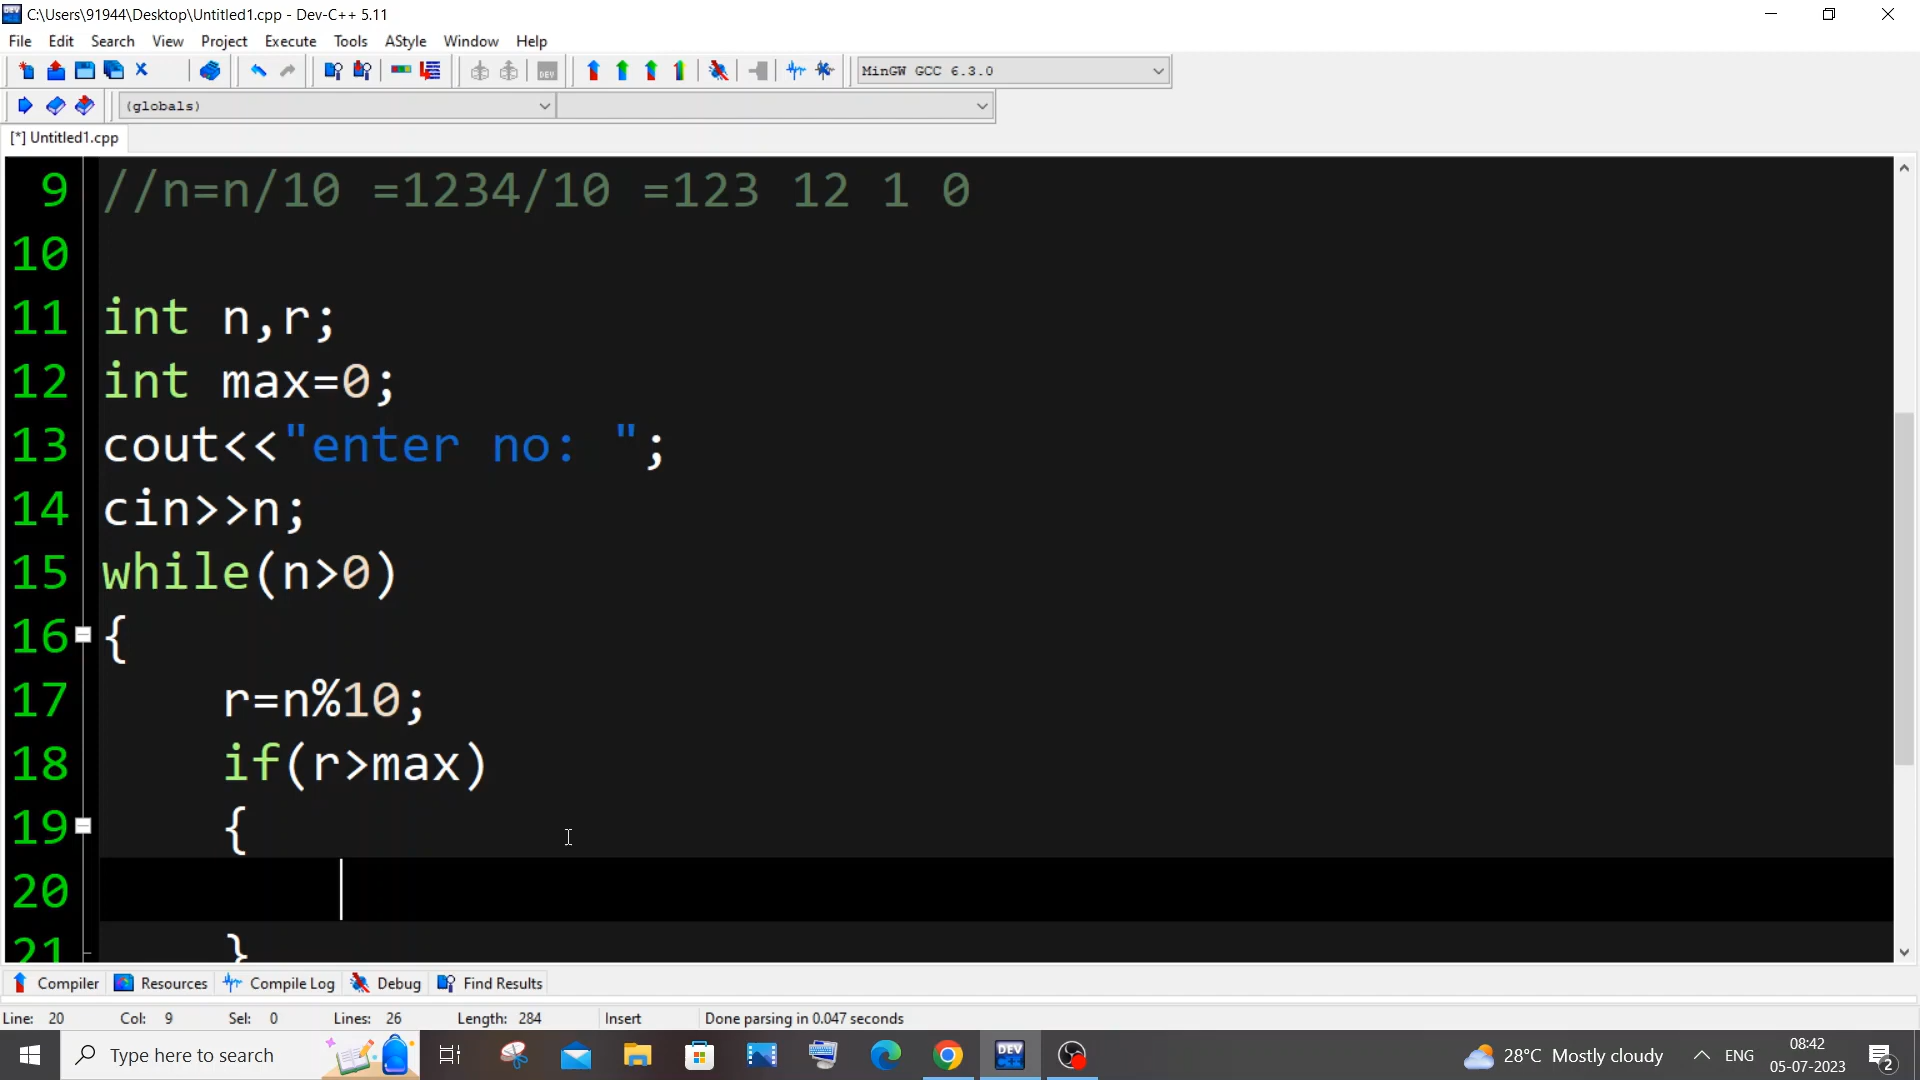 C:\Users\91944\Desktop\Untitled1.cpp - Dev-C++ 5.11
File Edit Search View Project Execute Tools AStyle Window Help
MinGW GCC 6.3.0
(globals)
[*] Untitled1.cpp
9 //n=n/10 =1234/10 =123 12 1 0
10
11 int n,r;
12 int max=0;
13 cout<<"enter no: ";
14 cin>>n;
15 while(n>0)
16 {
17 r=n%10;
18 if(r>max)
19 {
20
21 }
Compiler Resources Compile Log Debug Find Results
Line: 20 Col: 9 Sel: 0 Lines: 26 Length: 284 Insert Done parsing in 0.047 seconds
Type here to search DEV 28°C Mostly cloudy ENG 08:42
05-07-2023 2